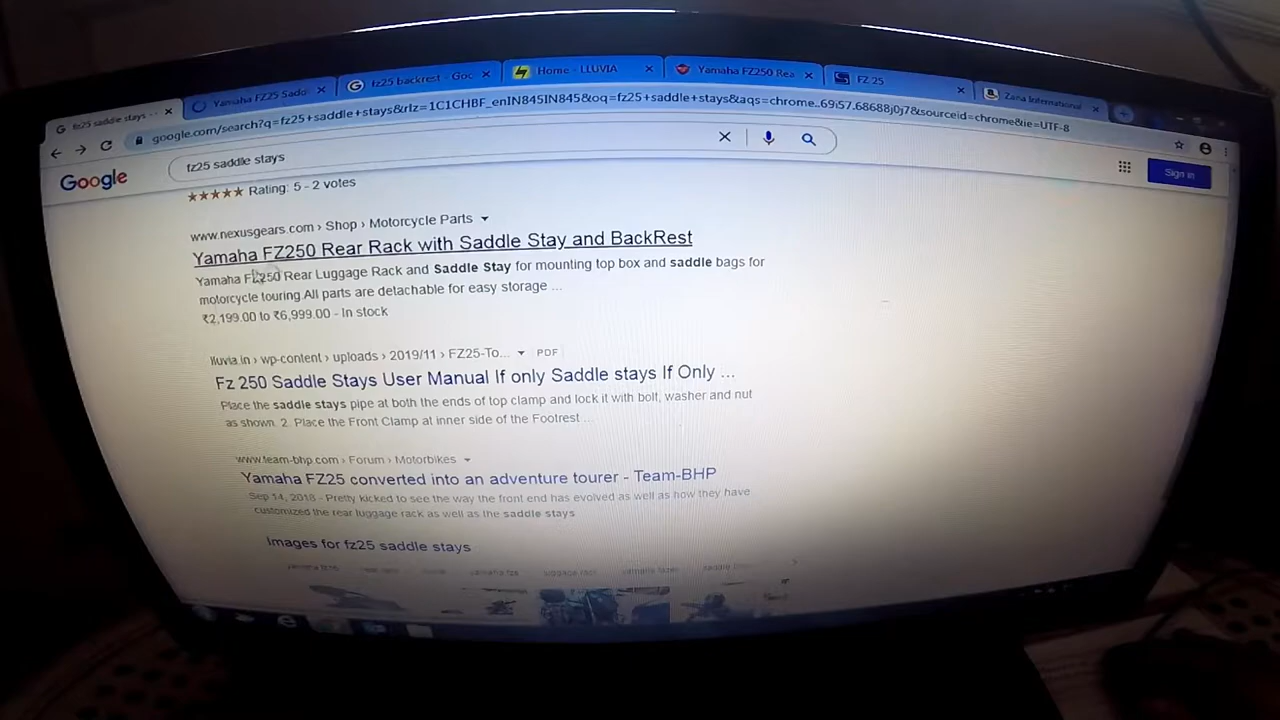 fz25 saddle stays - Yamaha FZ25 Sadd fz25 backrest - Goo Home - LLUVIA Yamaha FZ250 Rea FZ 25 Zana International
google.com/search?q=fz25+saddle+stays&rlz=1C1CHBF_enIN845IN845&oq=fz25+saddle+stays&aqs=chrome..69i57.68688j0j7&sourceid=chrome&ie=UTF-8
Google fz25 saddle stays Sign in
Rating: 5 - 2 votes
www.nexusgears.com › Shop › Motorcycle Parts
Yamaha FZ250 Rear Rack with Saddle Stay and BackRest
Yamaha FZ250 Rear Luggage Rack and Saddle Stay for mounting top box and saddle bags for
motorcycle touring.All parts are detachable for easy storage ...
₹2,199.00 to ₹6,999.00 - In stock
lluvia.in › wp-content › uploads › 2019/11 › FZ25-To... PDF
Fz 250 Saddle Stays User Manual If only Saddle stays If Only ...
Place the saddle stays pipe at both the ends of top clamp and lock it with bolt, washer and nut
as shown. 2. Place the Front Clamp at inner side of the Footrest ...
www.team-bhp.com › Forum › Motorbikes
Yamaha FZ25 converted into an adventure tourer - Team-BHP
Sep 14, 2018 - Pretty kicked to see the way the front end has evolved as well as how they have
customized the rear luggage rack as well as the saddle stays
Images for fz25 saddle stays
luggage rack